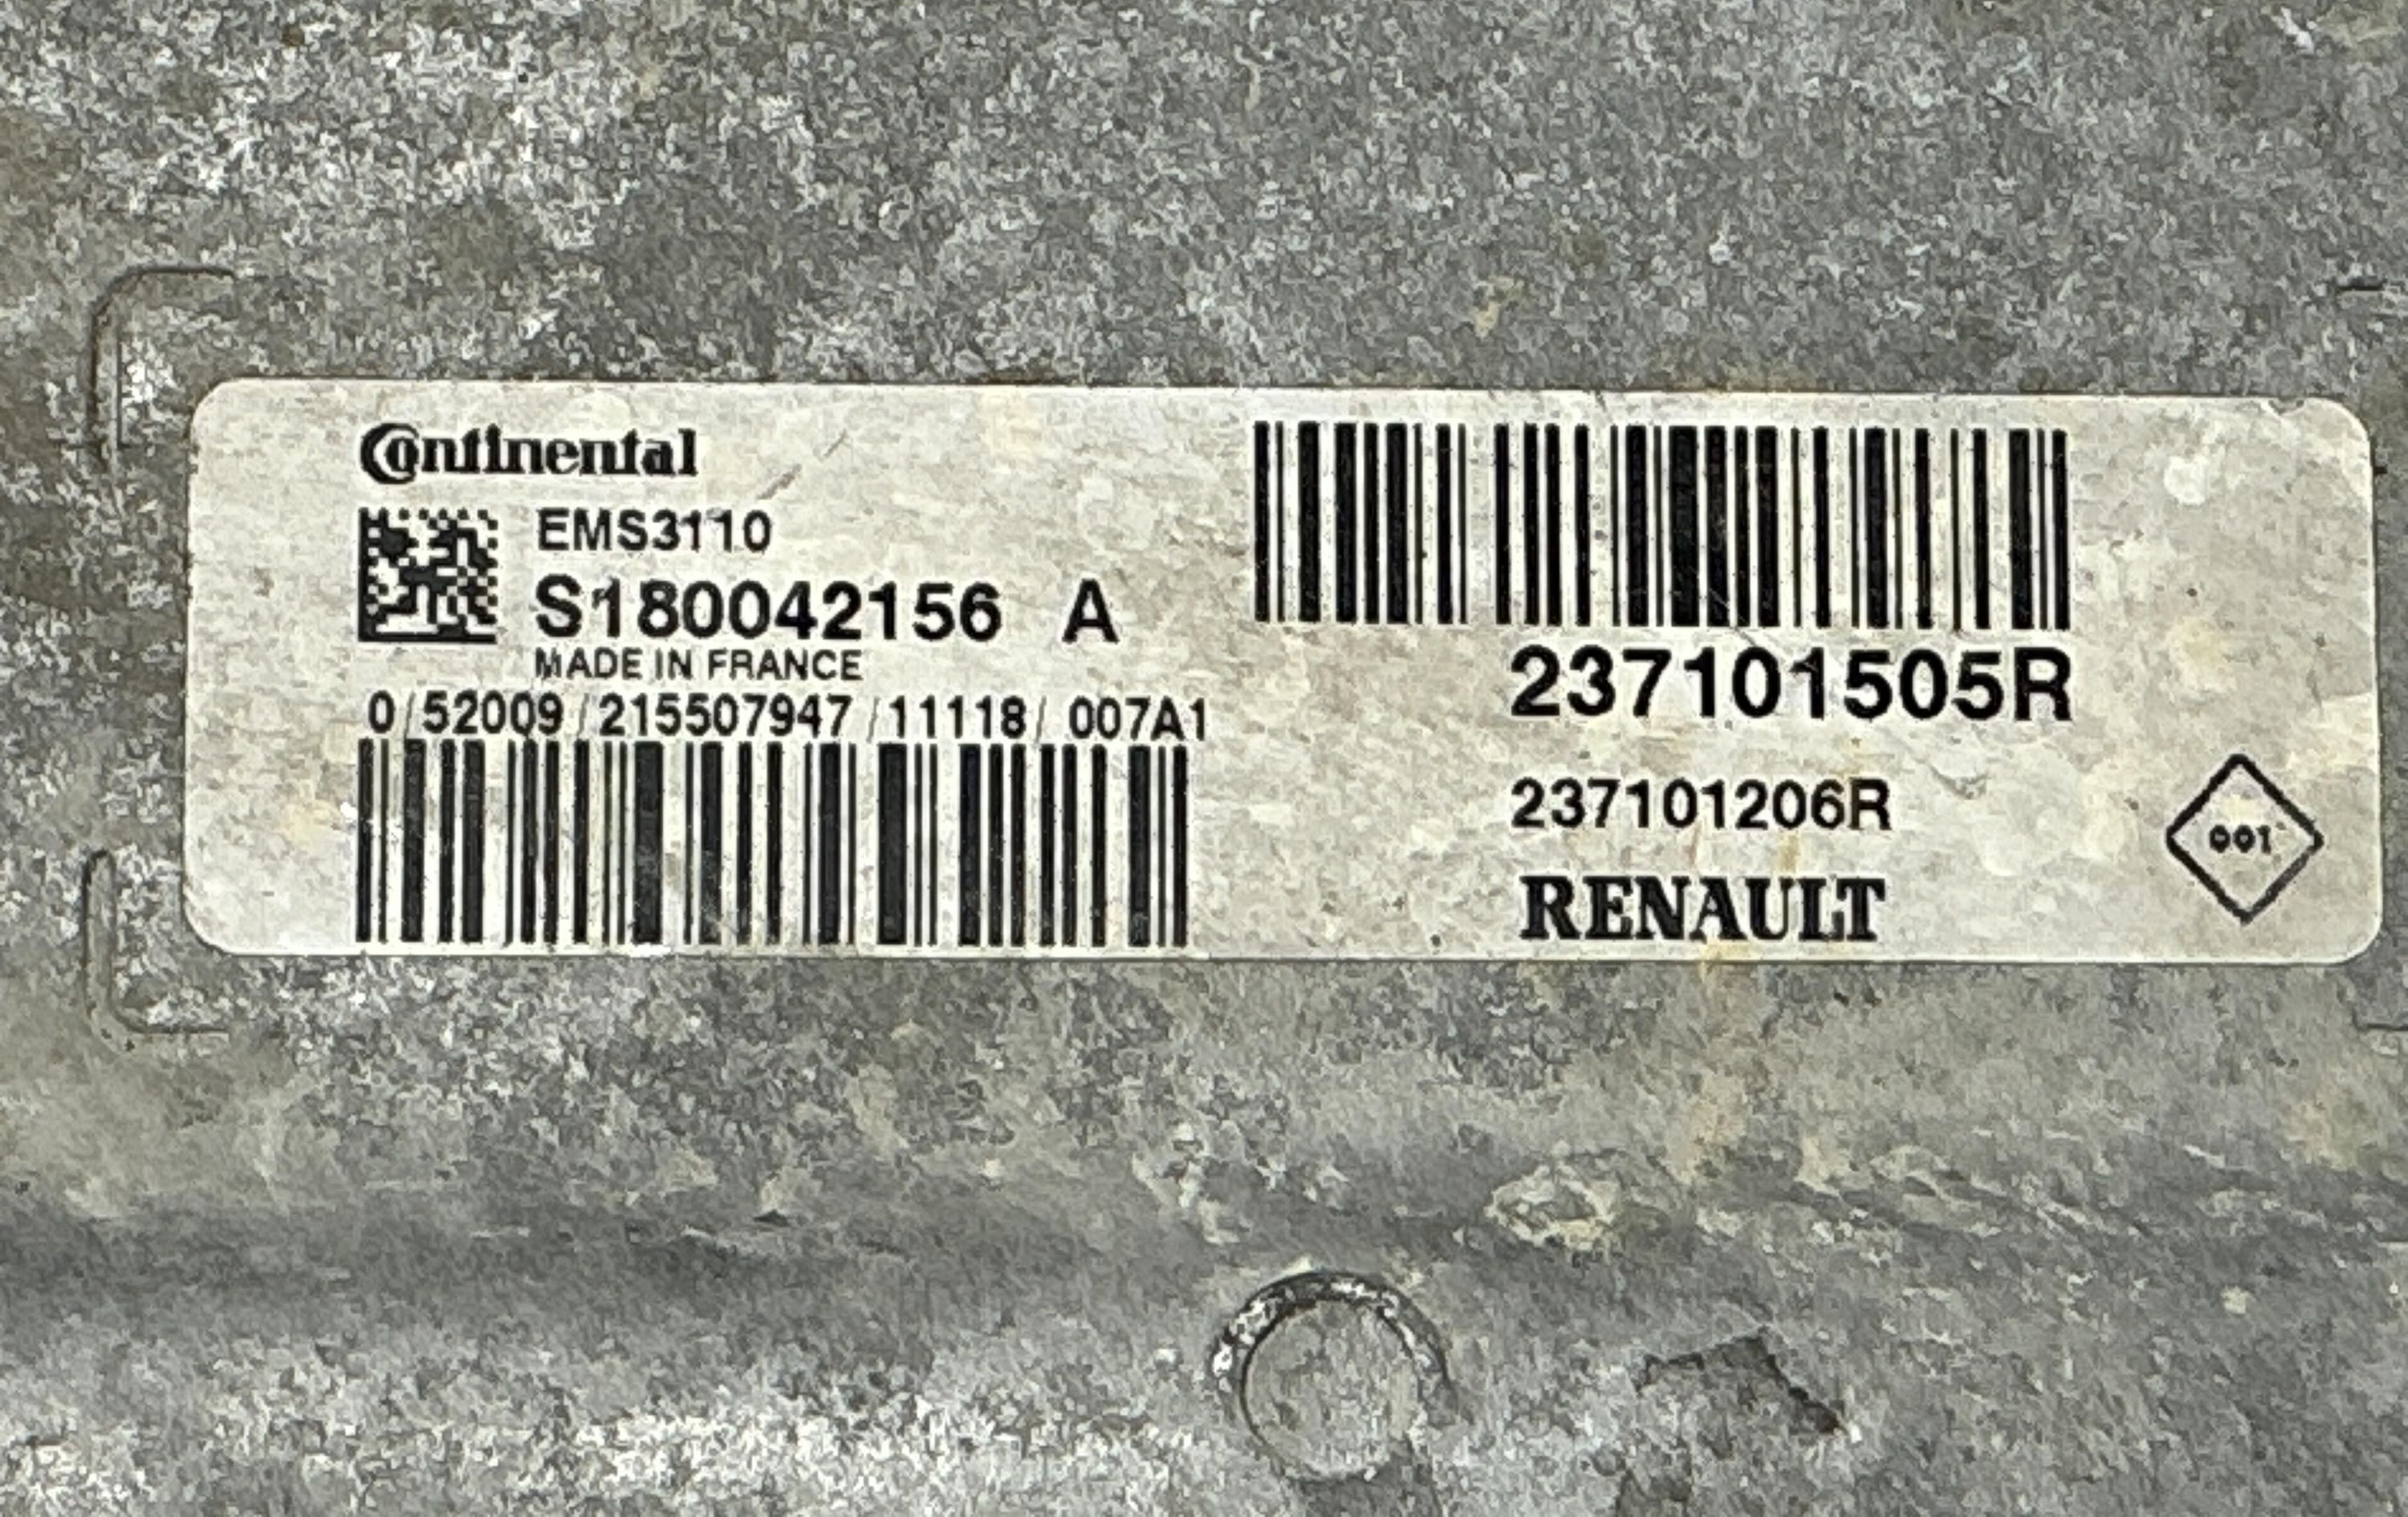 Continental
EMS3110
S180042156 A
MADE IN FRANCE
0/52009/215507947/11118/ 007A1
237101505R
237101206R
RENAULT
001